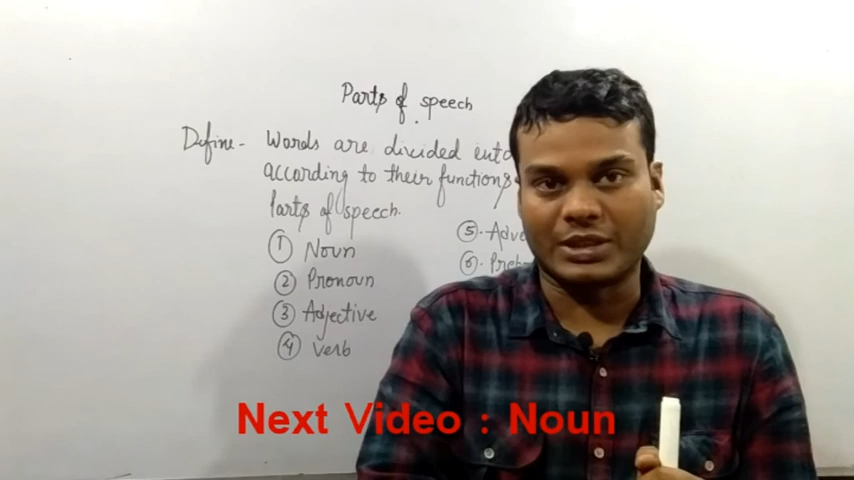 Parts of speech
Define - Words are divided into
according to their functions
Parts of speech.
① Noun
② Pronoun
③ Adjective
④ verb
⑤. Adve
⑥. Prepo
Next Video : Noun